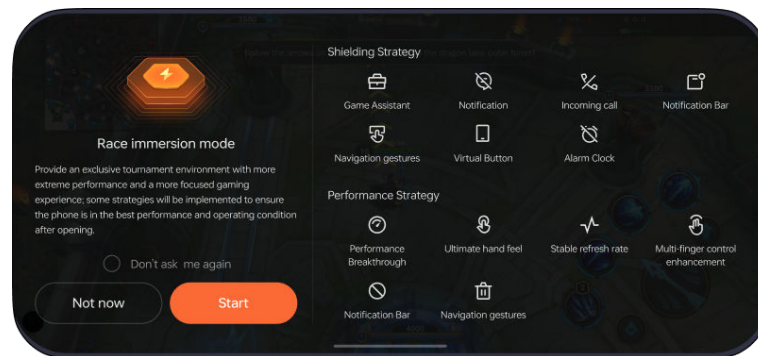 Shielding Strategy
Game Assistant
Notification
Incoming call
Notification Bar
Navigation gestures
Virtual Button
Alarm Clock
Race immersion mode
Provide an exclusive tournament environment with more
extreme performance and a more focused gaming
experience; some strategies will be implemented to ensure
the phone is in the best performance and operating condition
after opening.
Don't ask me again
Not now
Start
Performance Strategy
Performance
Breakthrough
Ultimate hand feel
Stable refresh rate
Multi-finger control
enhancement
Notification Bar
Navigation gestures